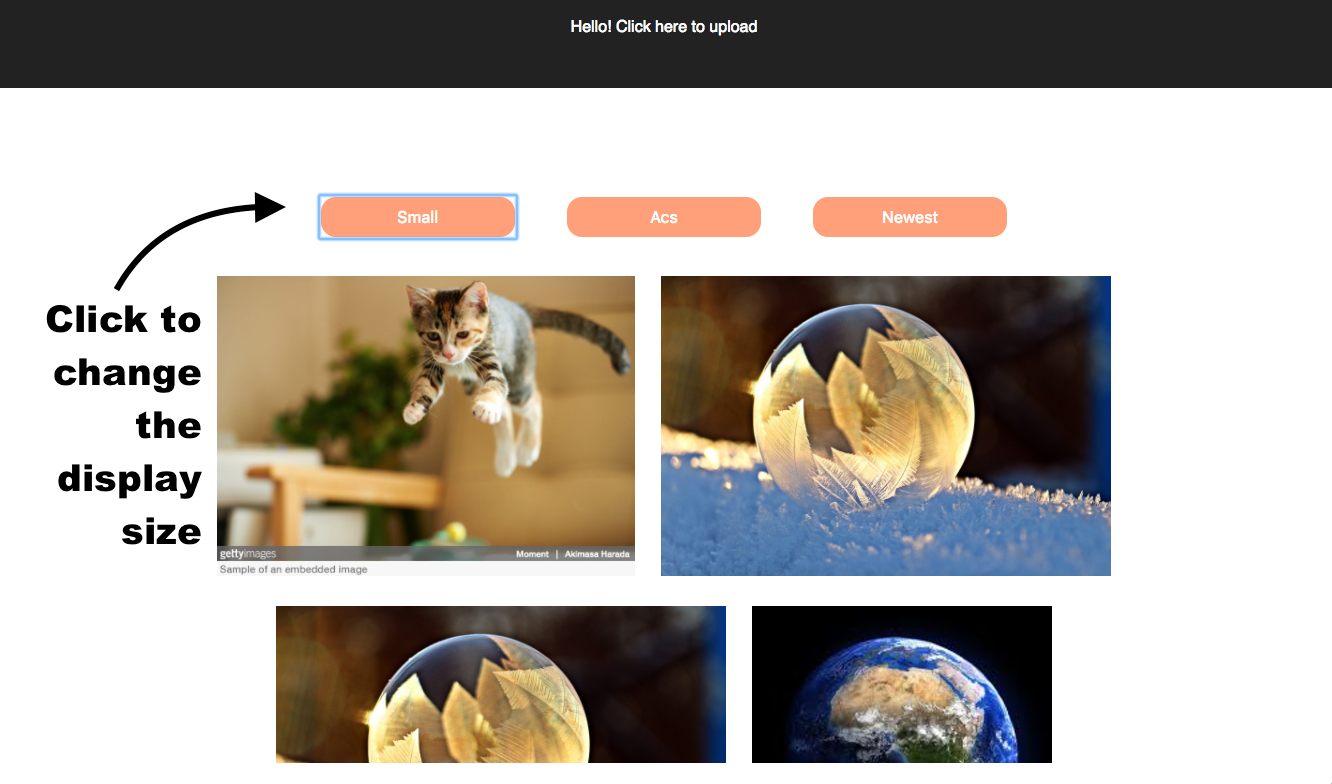 Hello! Click here to upload
Small
Acs
Newest
Click to
change
the
display
size
gettyimages
Moment | Akimasa Harada
Sample of an embedded image